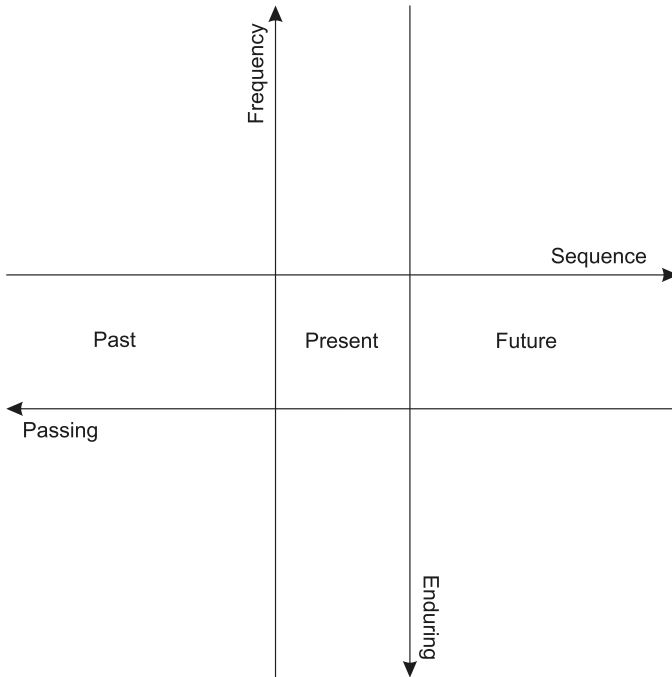 Frequency
Sequence
Past
Present
Future
Passing
Enduring